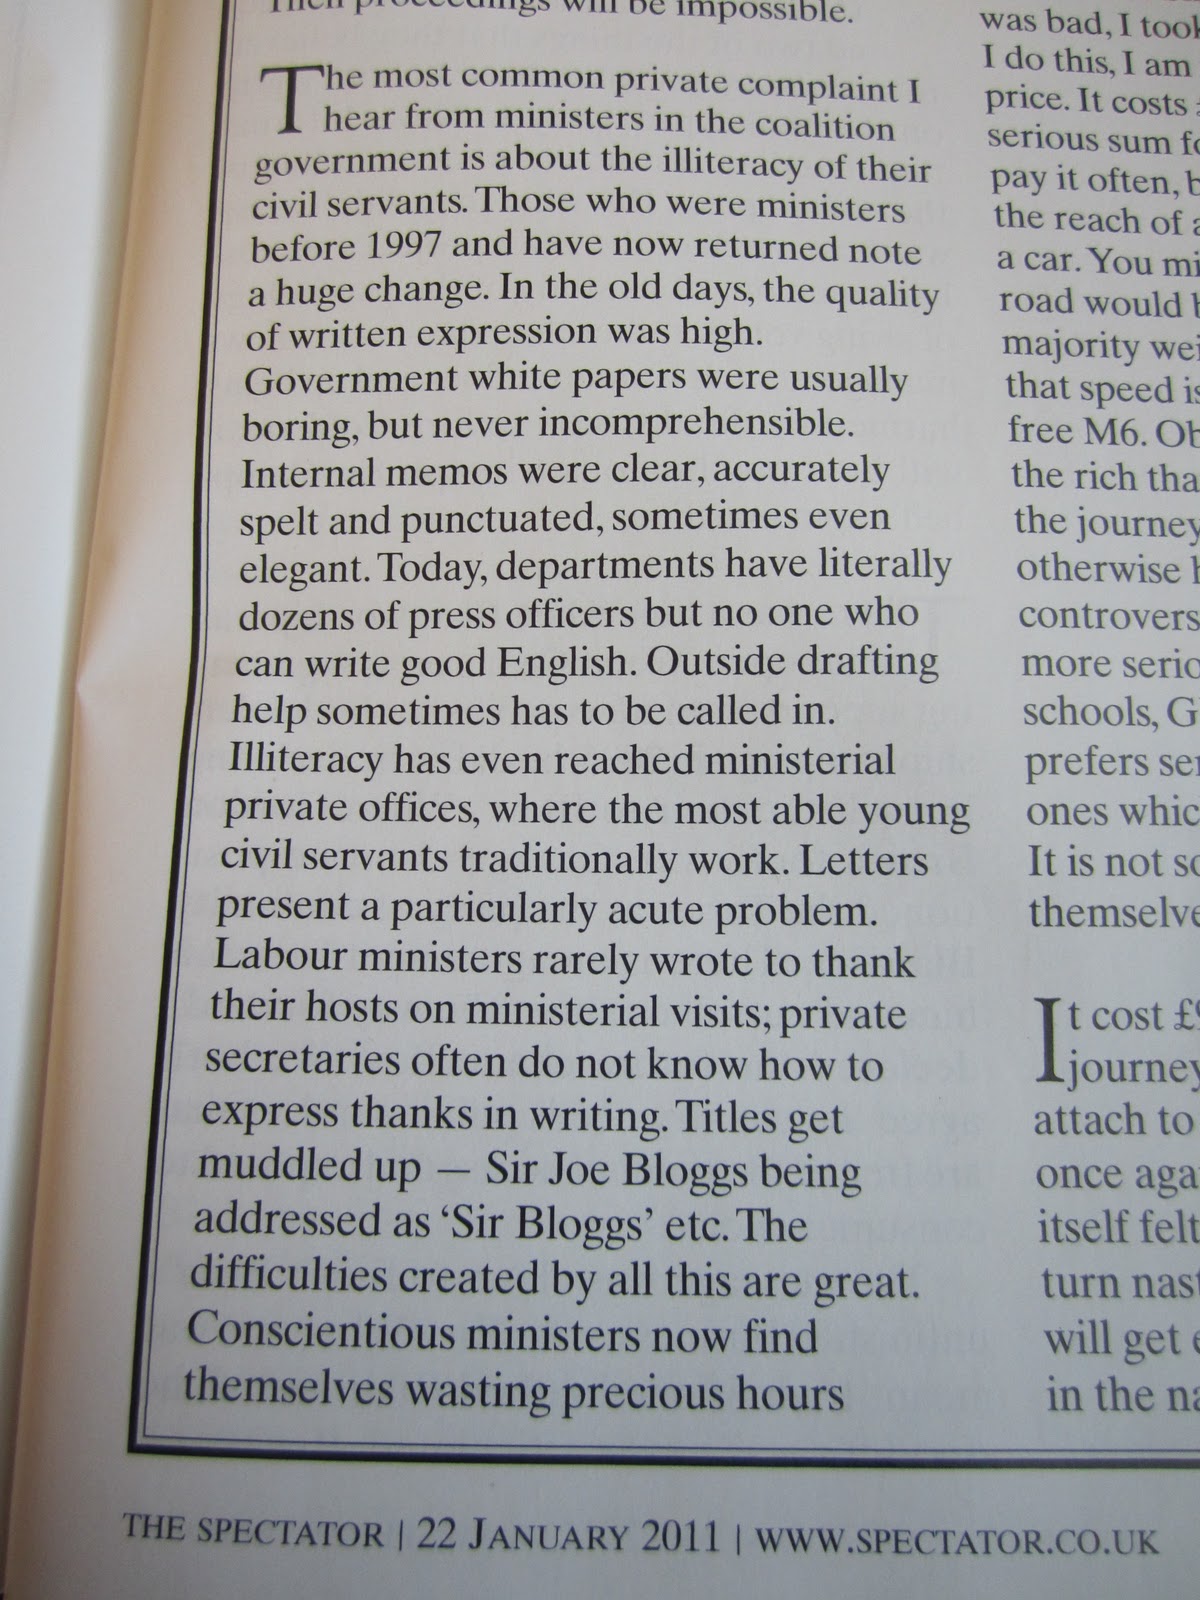 Their proceedings will be impossible.
The most common private complaint I
hear from ministers in the coalition
government is about the illiteracy of their
civil servants. Those who were ministers
before 1997 and have now returned note
a huge change. In the old days, the quality
of written expression was high.
Government white papers were usually
boring, but never incomprehensible.
Internal memos were clear, accurately
spelt and punctuated, sometimes even
elegant. Today, departments have literally
dozens of press officers but no one who
can write good English. Outside drafting
help sometimes has to be called in.
Illiteracy has even reached ministerial
private offices, where the most able young
civil servants traditionally work. Letters
present a particularly acute problem.
Labour ministers rarely wrote to thank
their hosts on ministerial visits; private
secretaries often do not know how to
express thanks in writing. Titles get
muddled up — Sir Joe Bloggs being
addressed as ‘Sir Bloggs’ etc. The
difficulties created by all this are great.
Conscientious ministers now find
themselves wasting precious hours
was bad, I took
I do this, I am
price. It costs
serious sum
pay it often,
the reach of
a car. You
road would
majority
that speed
free M6.
the rich
the journey
otherwise
more
schools,
prefers
ones
It is not
It cost
journey
attach to
once
itself felt
turn
will get
in the
THE SPECTATOR | 22 JANUARY 2011 | WWW.SPECTATOR.CO.UK